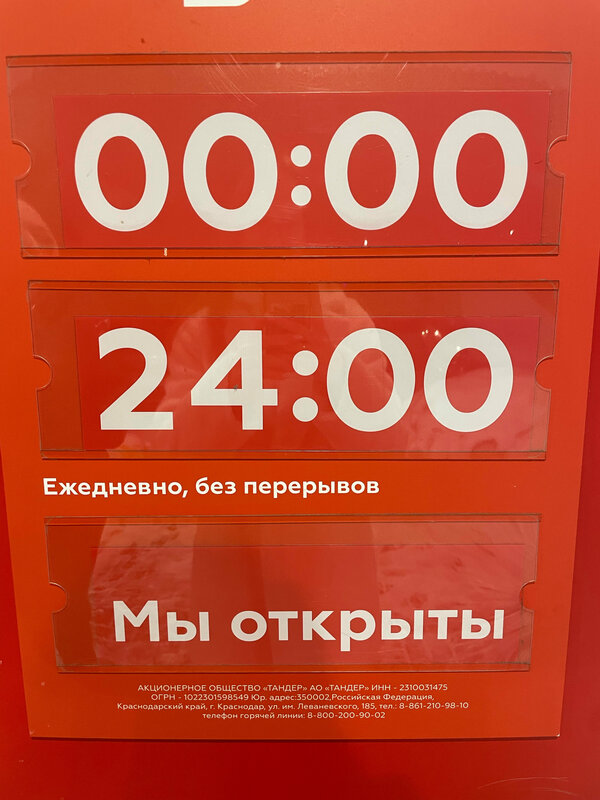 00:00
24:00
Ежедневно, без перерывов
Мы открыты
АКЦИОНЕРНОЕ ОБЩЕСТВО «ТАНДЕР» АО «ТАНДЕР» ИНН - 2310031475
ОГРН - 1022301598549 Юр. адрес:350002,Российская Федерация,
Краснодарский край, г. Краснодар, ул. им. Леваневского, 185, тел.: 8-861-210-98-10
телефон горячей линии: 8-800-200-90-02